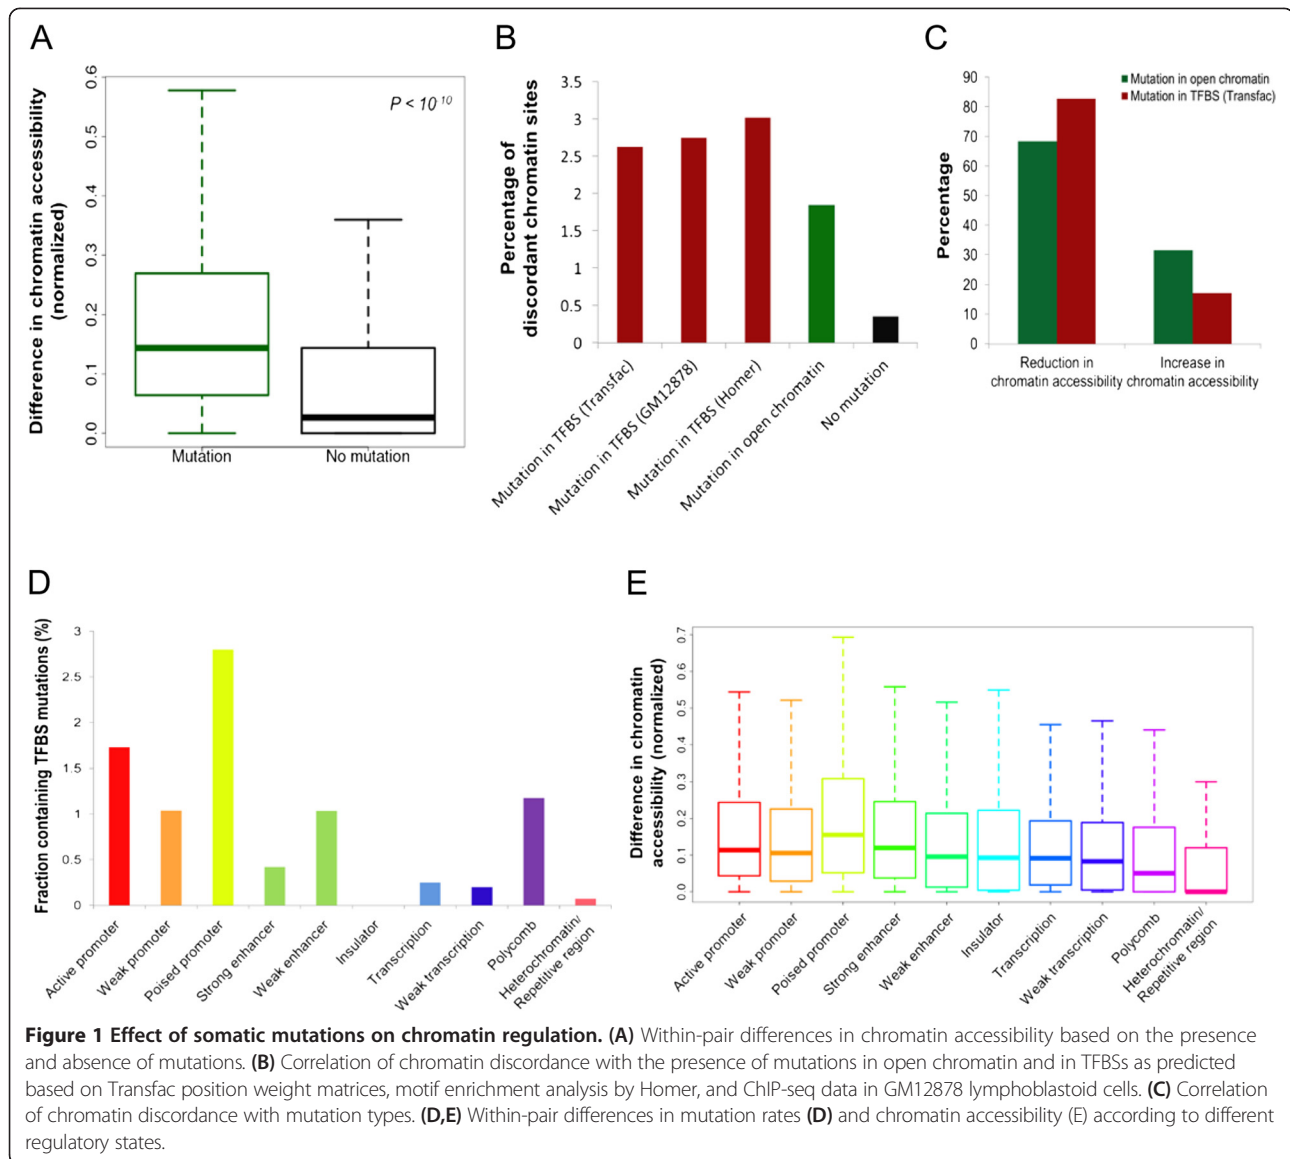 A
Difference in chromatin accessibility
(normalized)
0.0
0.1
0.2
0.3
0.4
0.5
0.6
P < 10^-10
Mutation
No mutation
B
Percentage of
discordant chromatin sites
3.5
3
2.5
2
1.5
1
0.5
0
Mutation in TFBS (Transfac)
Mutation in TFBS (GM12878)
Mutation in TFBS (Homer)
Mutation in open chromatin
No mutation
C
Percentage
90
80
70
60
50
40
30
20
10
0
Mutation in open chromatin
Mutation in TFBS (Transfac)
Reduction in
chromatin accessibility
Increase in
chromatin accessibility
D
Fraction containing TFBS mutations (%)
3
2.5
2
1.5
1
0.5
0
Active promoter
Weak promoter
Poised promoter
Strong enhancer
Weak enhancer
Insulator
Transcription
Weak transcription
Polycomb
Heterochromatin/
Repetitive region
E
Difference in chromatin
accessibility (normalized)
0.0
0.1
0.2
0.3
0.4
0.5
0.6
0.7
Active promoter
Weak promoter
Poised promoter
Strong enhancer
Weak enhancer
Insulator
Transcription
Weak transcription
Polycomb
Heterochromatin/
Repetitive region
Figure 1 Effect of somatic mutations on chromatin regulation. (A) Within-pair differences in chromatin accessibility based on the presence
and absence of mutations. (B) Correlation of chromatin discordance with the presence of mutations in open chromatin and in TFBSs as predicted
based on Transfac position weight matrices, motif enrichment analysis by Homer, and ChIP-seq data in GM12878 lymphoblastoid cells. (C) Correlation
of chromatin discordance with mutation types. (D,E) Within-pair differences in mutation rates (D) and chromatin accessibility (E) according to different
regulatory states.